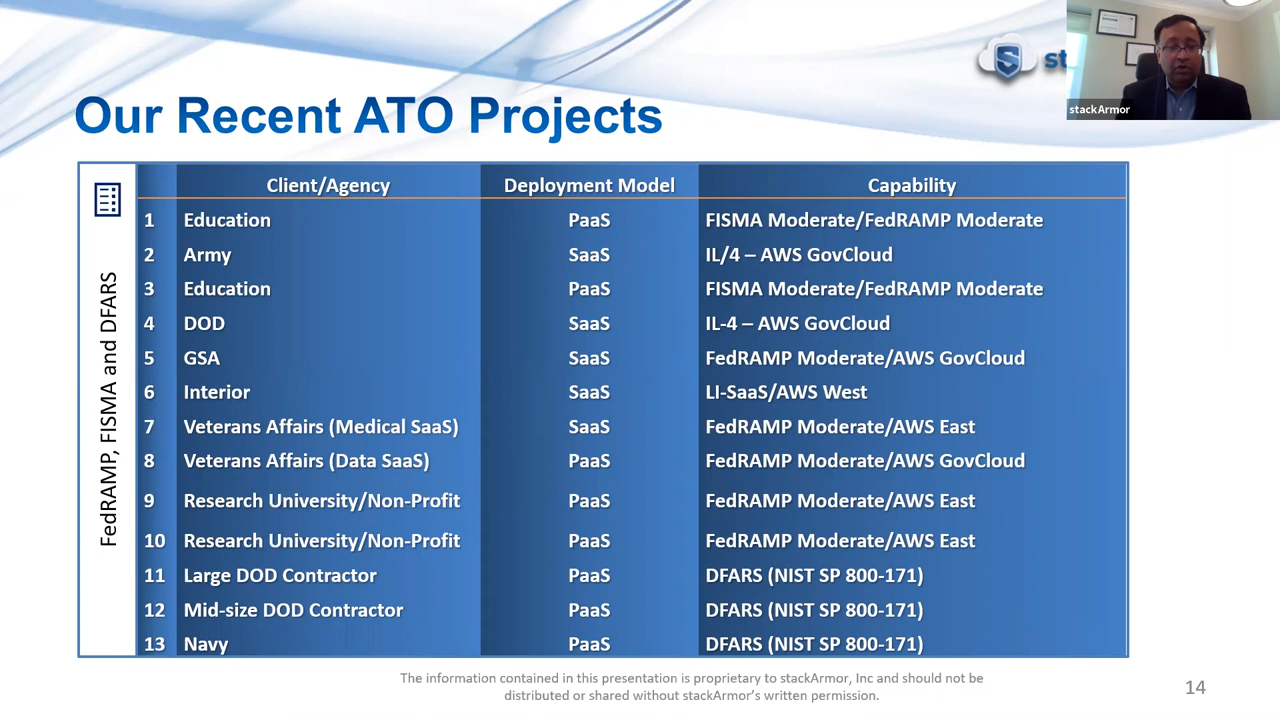 st
stackArmor
Our Recent ATO Projects
FedRAMP, FISMA and DFARS
Client/Agency Deployment Model Capability
1 Education PaaS FISMA Moderate/FedRAMP Moderate
2 Army SaaS IL/4 – AWS GovCloud
3 Education PaaS FISMA Moderate/FedRAMP Moderate
4 DOD SaaS IL-4 – AWS GovCloud
5 GSA SaaS FedRAMP Moderate/AWS GovCloud
6 Interior SaaS LI-SaaS/AWS West
7 Veterans Affairs (Medical SaaS) SaaS FedRAMP Moderate/AWS East
8 Veterans Affairs (Data SaaS) PaaS FedRAMP Moderate/AWS GovCloud
9 Research University/Non-Profit PaaS FedRAMP Moderate/AWS East
10 Research University/Non-Profit PaaS FedRAMP Moderate/AWS East
11 Large DOD Contractor PaaS DFARS (NIST SP 800-171)
12 Mid-size DOD Contractor PaaS DFARS (NIST SP 800-171)
13 Navy PaaS DFARS (NIST SP 800-171)
The information contained in this presentation is proprietary to stackArmor, Inc and should not be
distributed or shared without stackArmor's written permission.
14